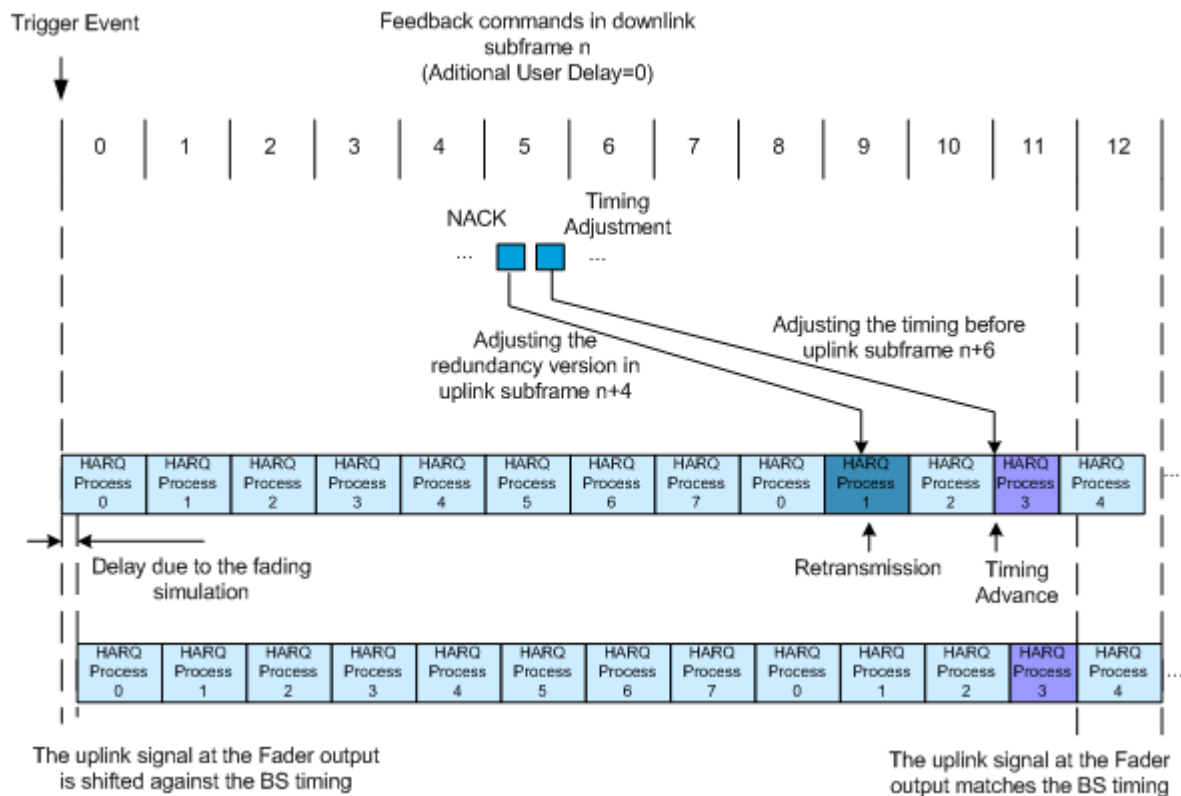 Trigger Event
Feedback commands in downlink
subframe n
(Aditional User Delay=0)
0 1 2 3 4 5 6 7 8 9 10 11 12
NACK
Timing
Adjustment
... ...
Adjusting the
redundancy version in
uplink subframe n+4
Adjusting the timing before
uplink subframe n+6
HARQ HARQ HARQ HARQ HARQ HARQ HARQ HARQ HARQ HARQ HARQ HARQ HARQ
Process Process Process Process Process Process Process Process Process Process Process Process Process
0 1 2 3 4 5 6 7 0 1 2 3 4
...
Delay due to the fading
simulation
Retransmission
Timing
Advance
HARQ HARQ HARQ HARQ HARQ HARQ HARQ HARQ HARQ HARQ HARQ HARQ HARQ
Process Process Process Process Process Process Process Process Process Process Process Process Process
0 1 2 3 4 5 6 7 0 1 2 3 4
...
The uplink signal at the Fader output
is shifted against the BS timing
The uplink signal at the Fader
output matches the BS timing